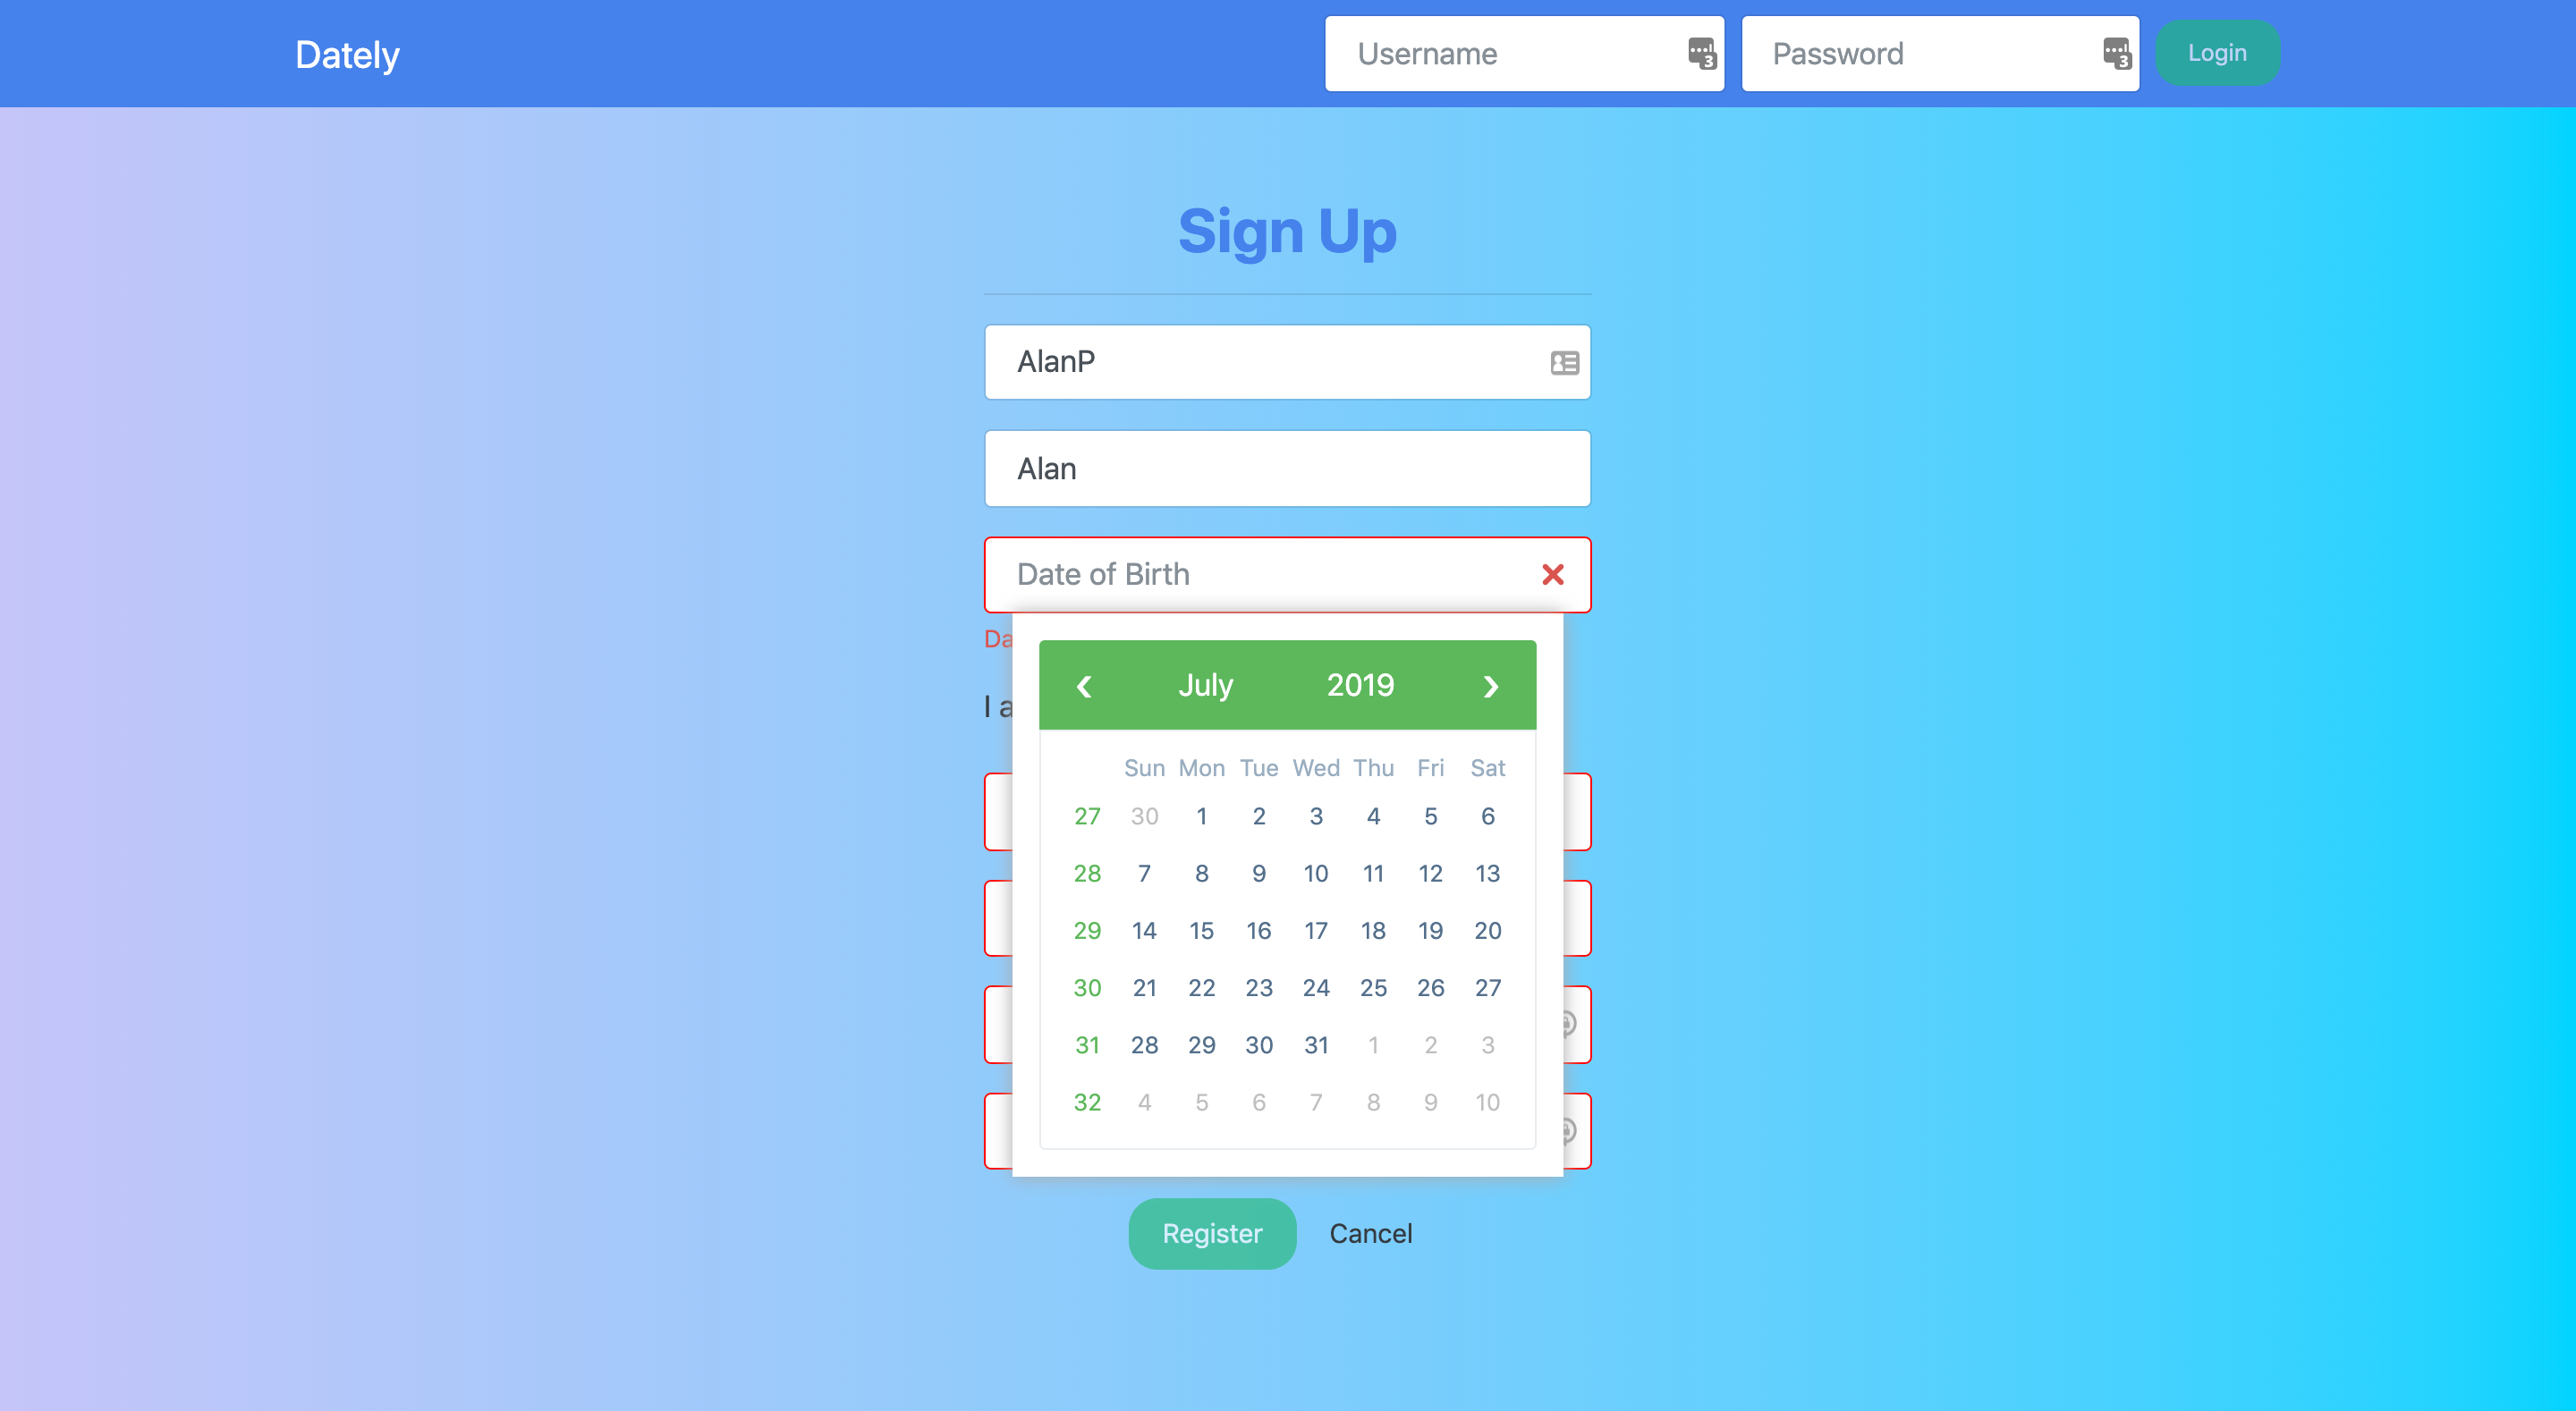 Dately
Username
Password
Login
Sign Up
AlanP
Alan
Date of Birth
Da
July 2019
Sun Mon Tue Wed Thu Fri Sat
27 30 1 2 3 4 5 6
28 7 8 9 10 11 12 13
29 14 15 16 17 18 19 20
30 21 22 23 24 25 26 27
31 28 29 30 31 1 2 3
32 4 5 6 7 8 9 10
I a
Register
Cancel